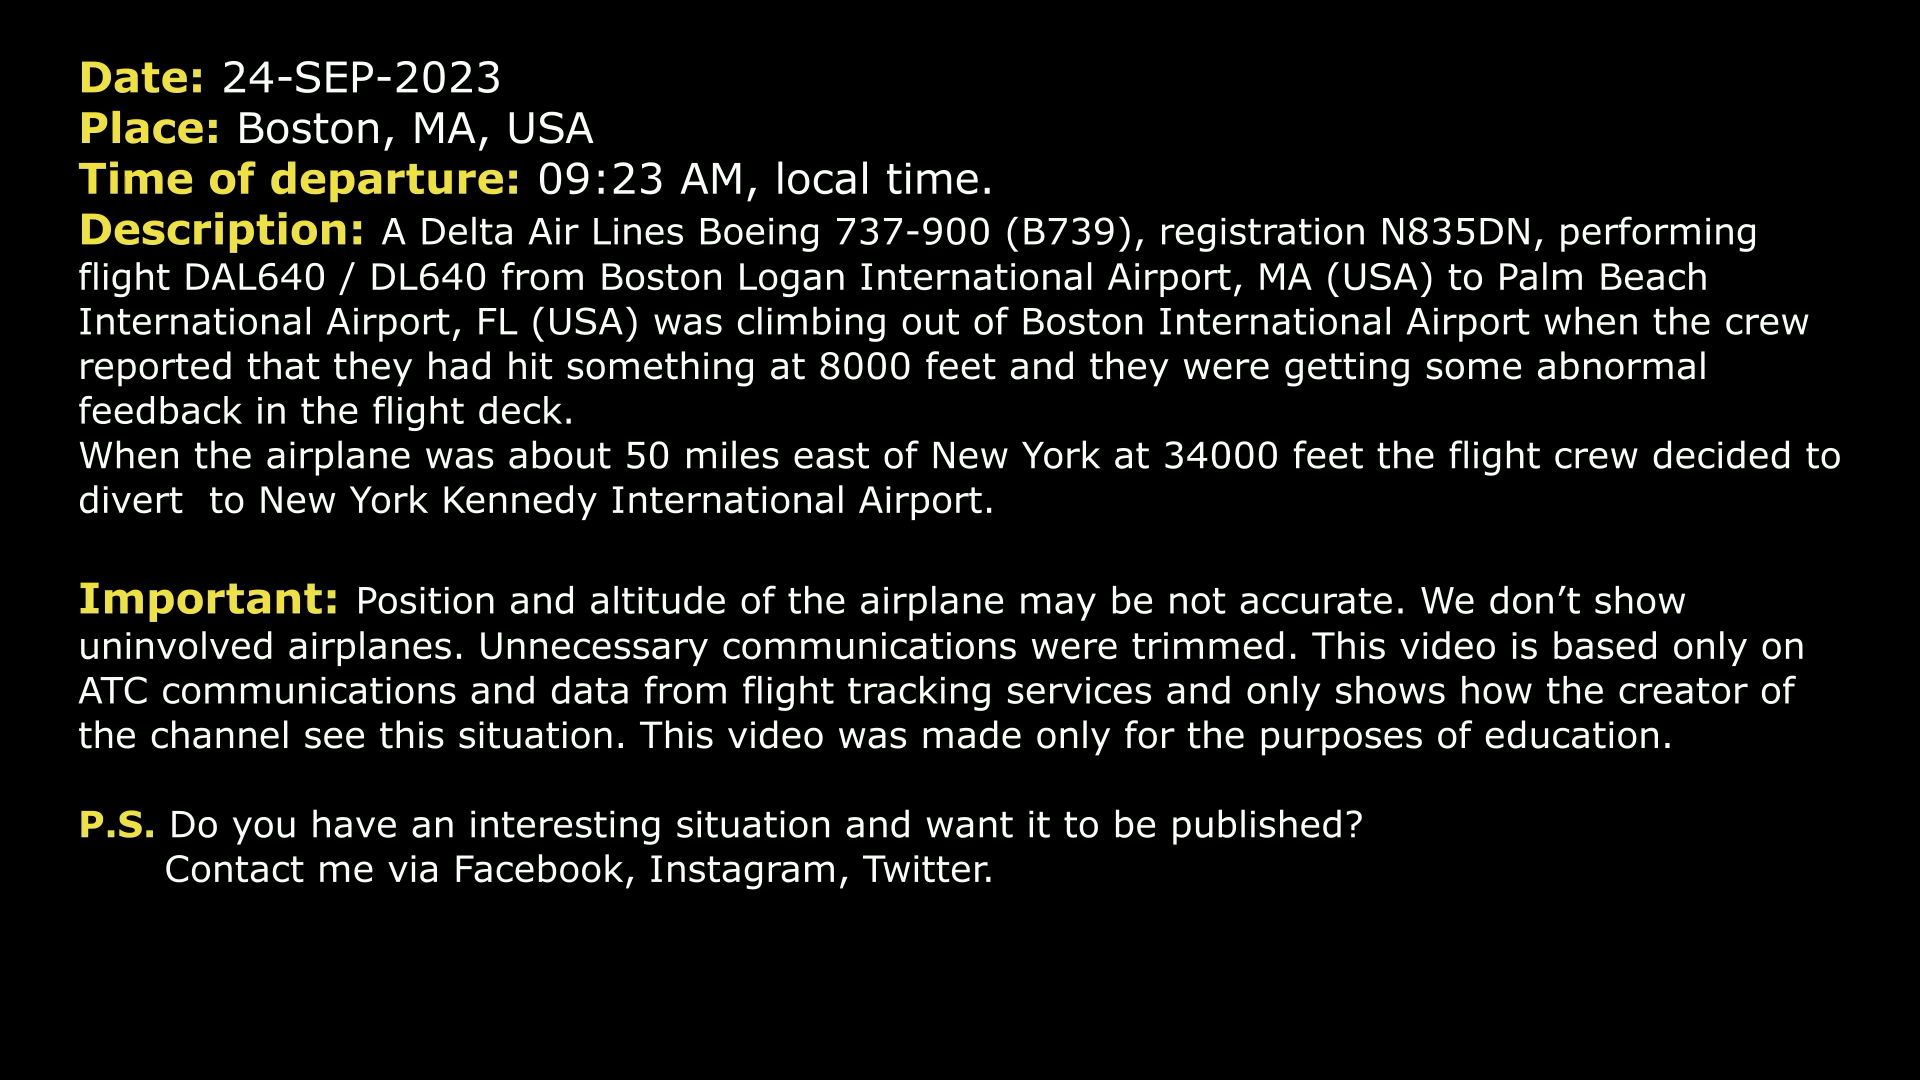 Date: 24-SEP-2023
Place: Boston, MA, USA
Time of departure: 09:23 AM, local time.
Description: A Delta Air Lines Boeing 737-900 (B739), registration N835DN, performing
flight DAL640 / DL640 from Boston Logan International Airport, MA (USA) to Palm Beach
International Airport, FL (USA) was climbing out of Boston International Airport when the crew
reported that they had hit something at 8000 feet and they were getting some abnormal
feedback in the flight deck.
When the airplane was about 50 miles east of New York at 34000 feet the flight crew decided to
divert  to New York Kennedy International Airport.
Important: Position and altitude of the airplane may be not accurate. We don’t show
uninvolved airplanes. Unnecessary communications were trimmed. This video is based only on
ATC communications and data from flight tracking services and only shows how the creator of
the channel see this situation. This video was made only for the purposes of education.
P.S. Do you have an interesting situation and want it to be published?
Contact me via Facebook, Instagram, Twitter.